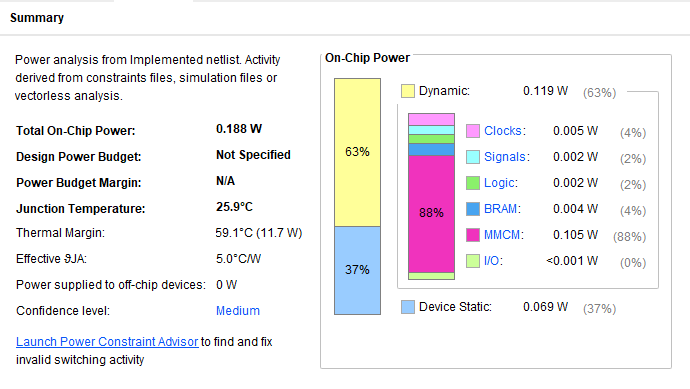 Summary
Power analysis from Implemented netlist. Activity
derived from constraints files, simulation files or
vectorless analysis.
Total On-Chip Power: 0.188 W
Design Power Budget: Not Specified
Power Budget Margin: N/A
Junction Temperature: 25.9°C
Thermal Margin: 59.1°C (11.7 W)
Effective ϑJA: 5.0°C/W
Power supplied to off-chip devices: 0 W
Confidence level: Medium
Launch Power Constraint Advisor to find and fix
invalid switching activity
On-Chip Power
63%
37%
Dynamic: 0.119 W (63%)
88%
Clocks: 0.005 W (4%)
Signals: 0.002 W (2%)
Logic: 0.002 W (2%)
BRAM: 0.004 W (4%)
MMCM: 0.105 W (88%)
I/O: <0.001 W (0%)
Device Static: 0.069 W (37%)